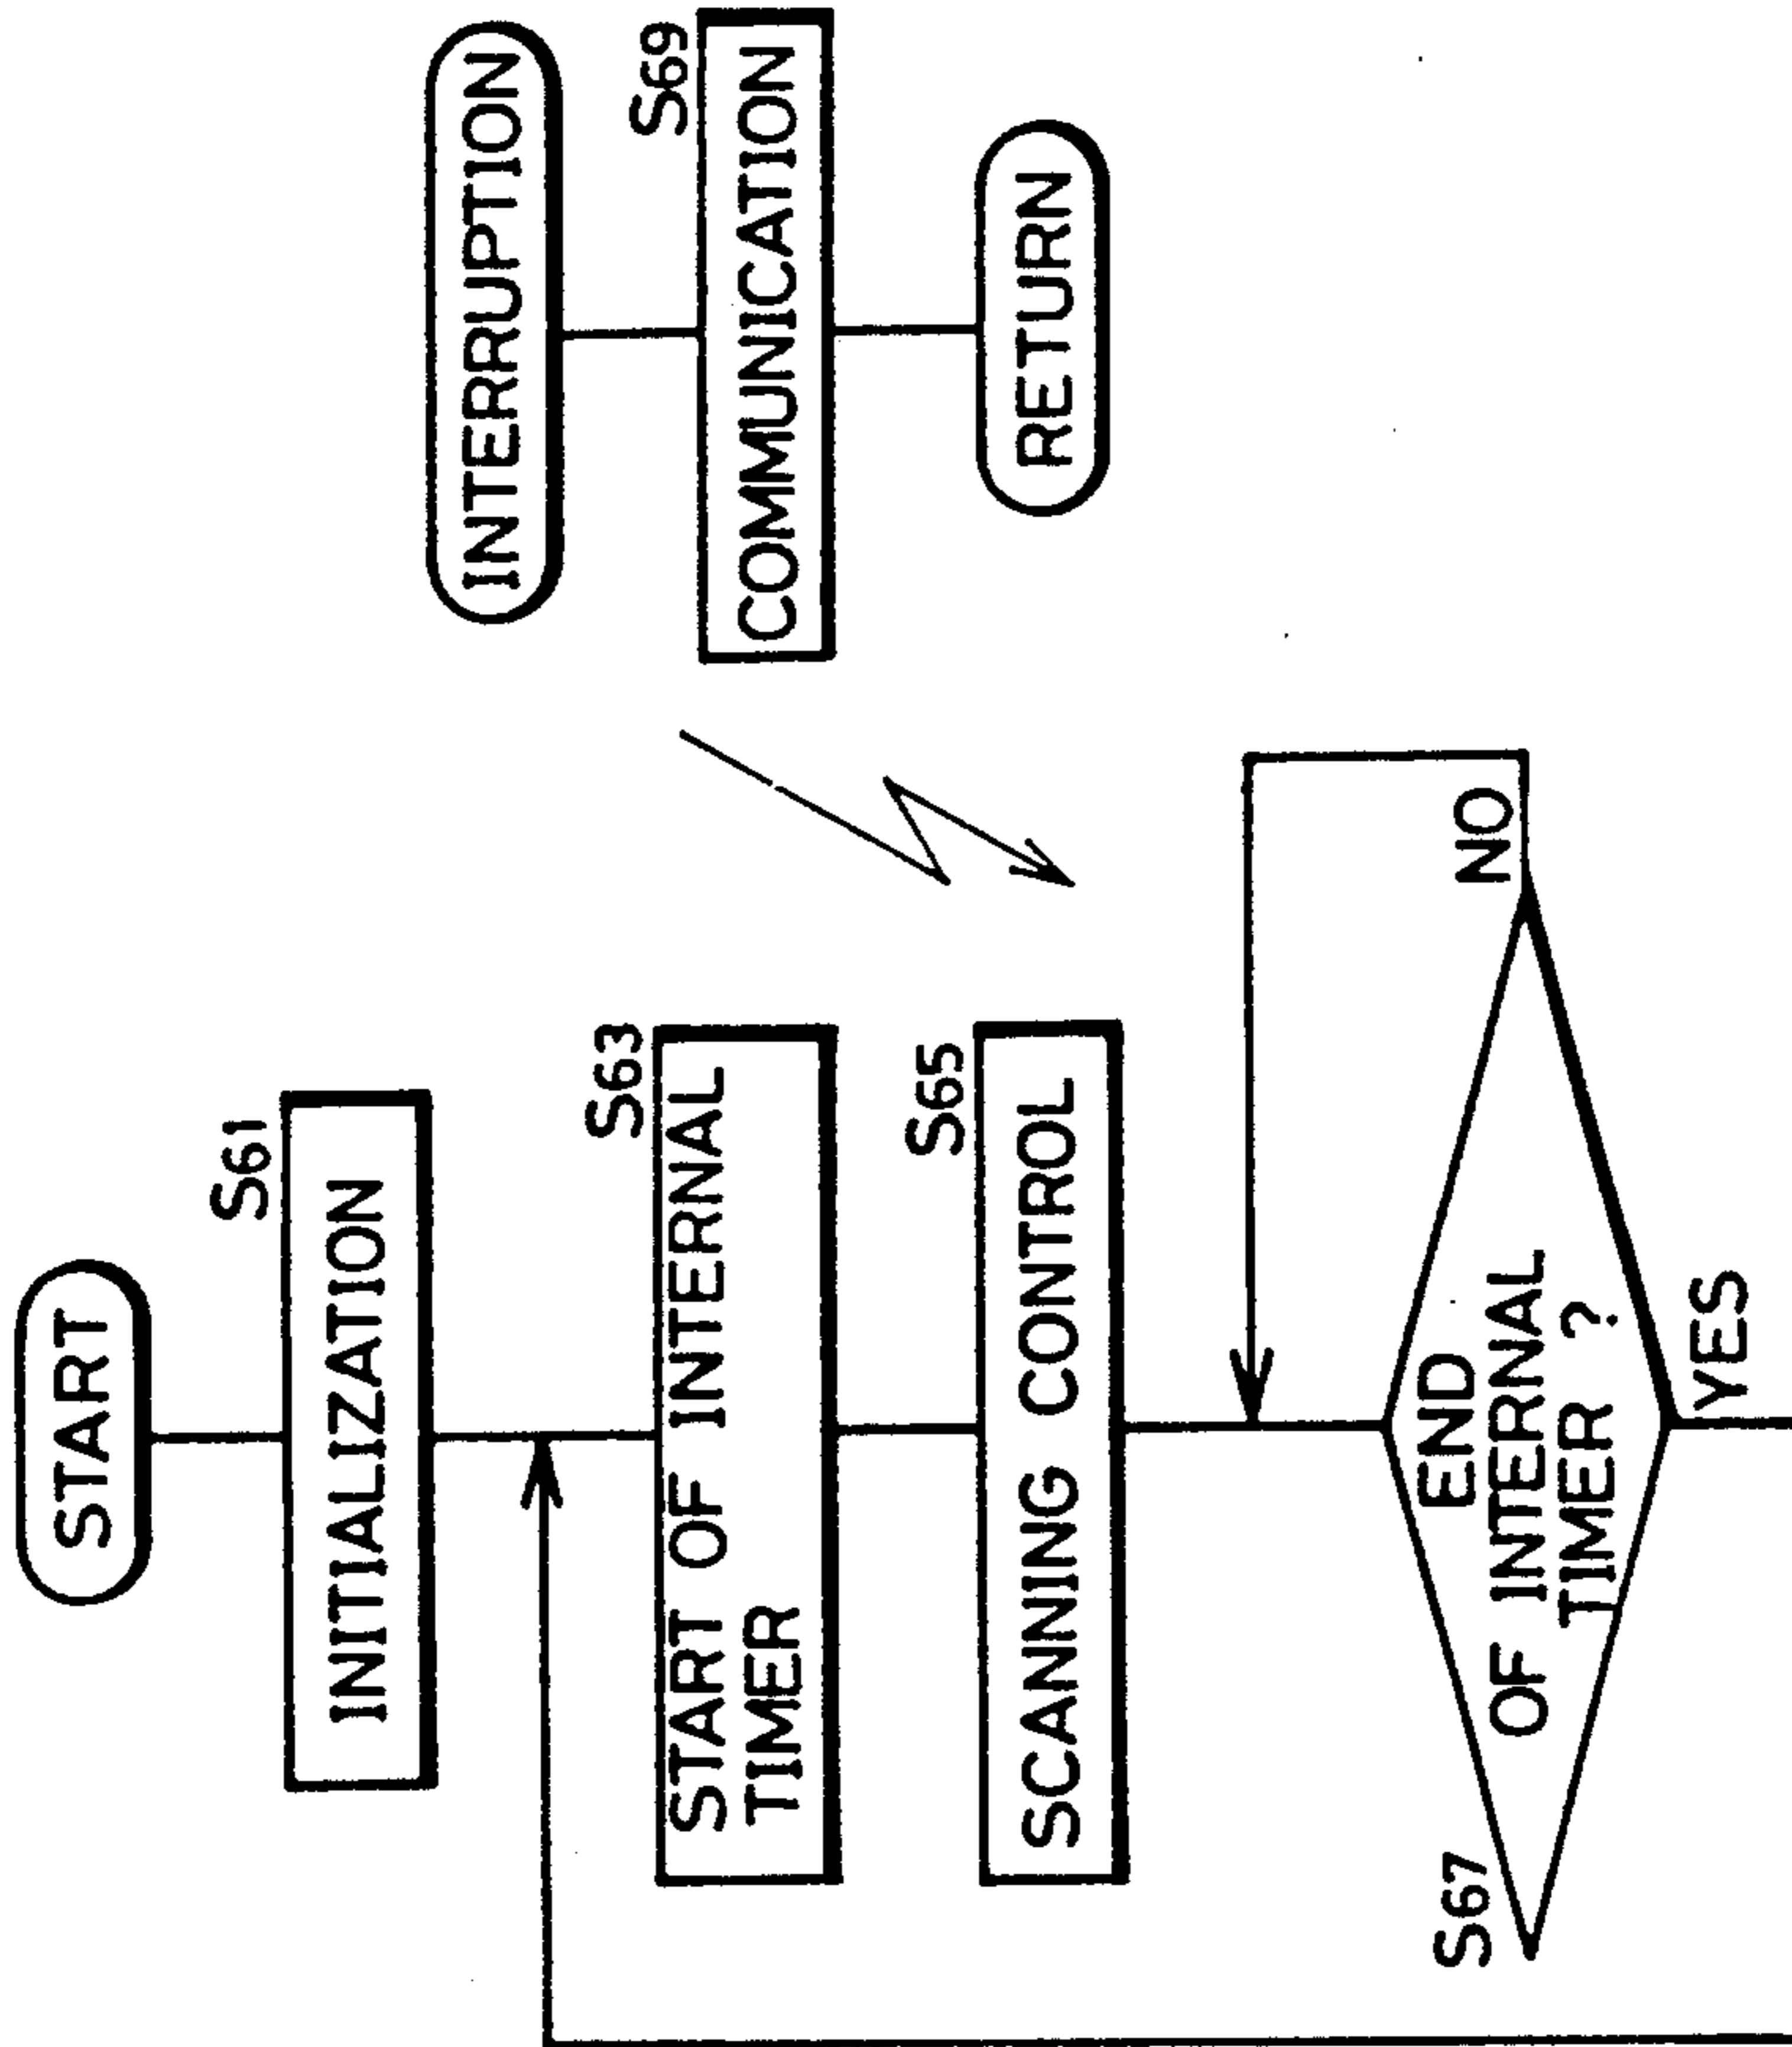 START
S61
INITIALIZATION
S63
START OF INTERNAL
TIMER
S65
SCANNING CONTROL
S67
END
OF INTERNAL
TIMER ?
NO
YES
INTERRUPTION
S69
COMMUNICATION
RETURN